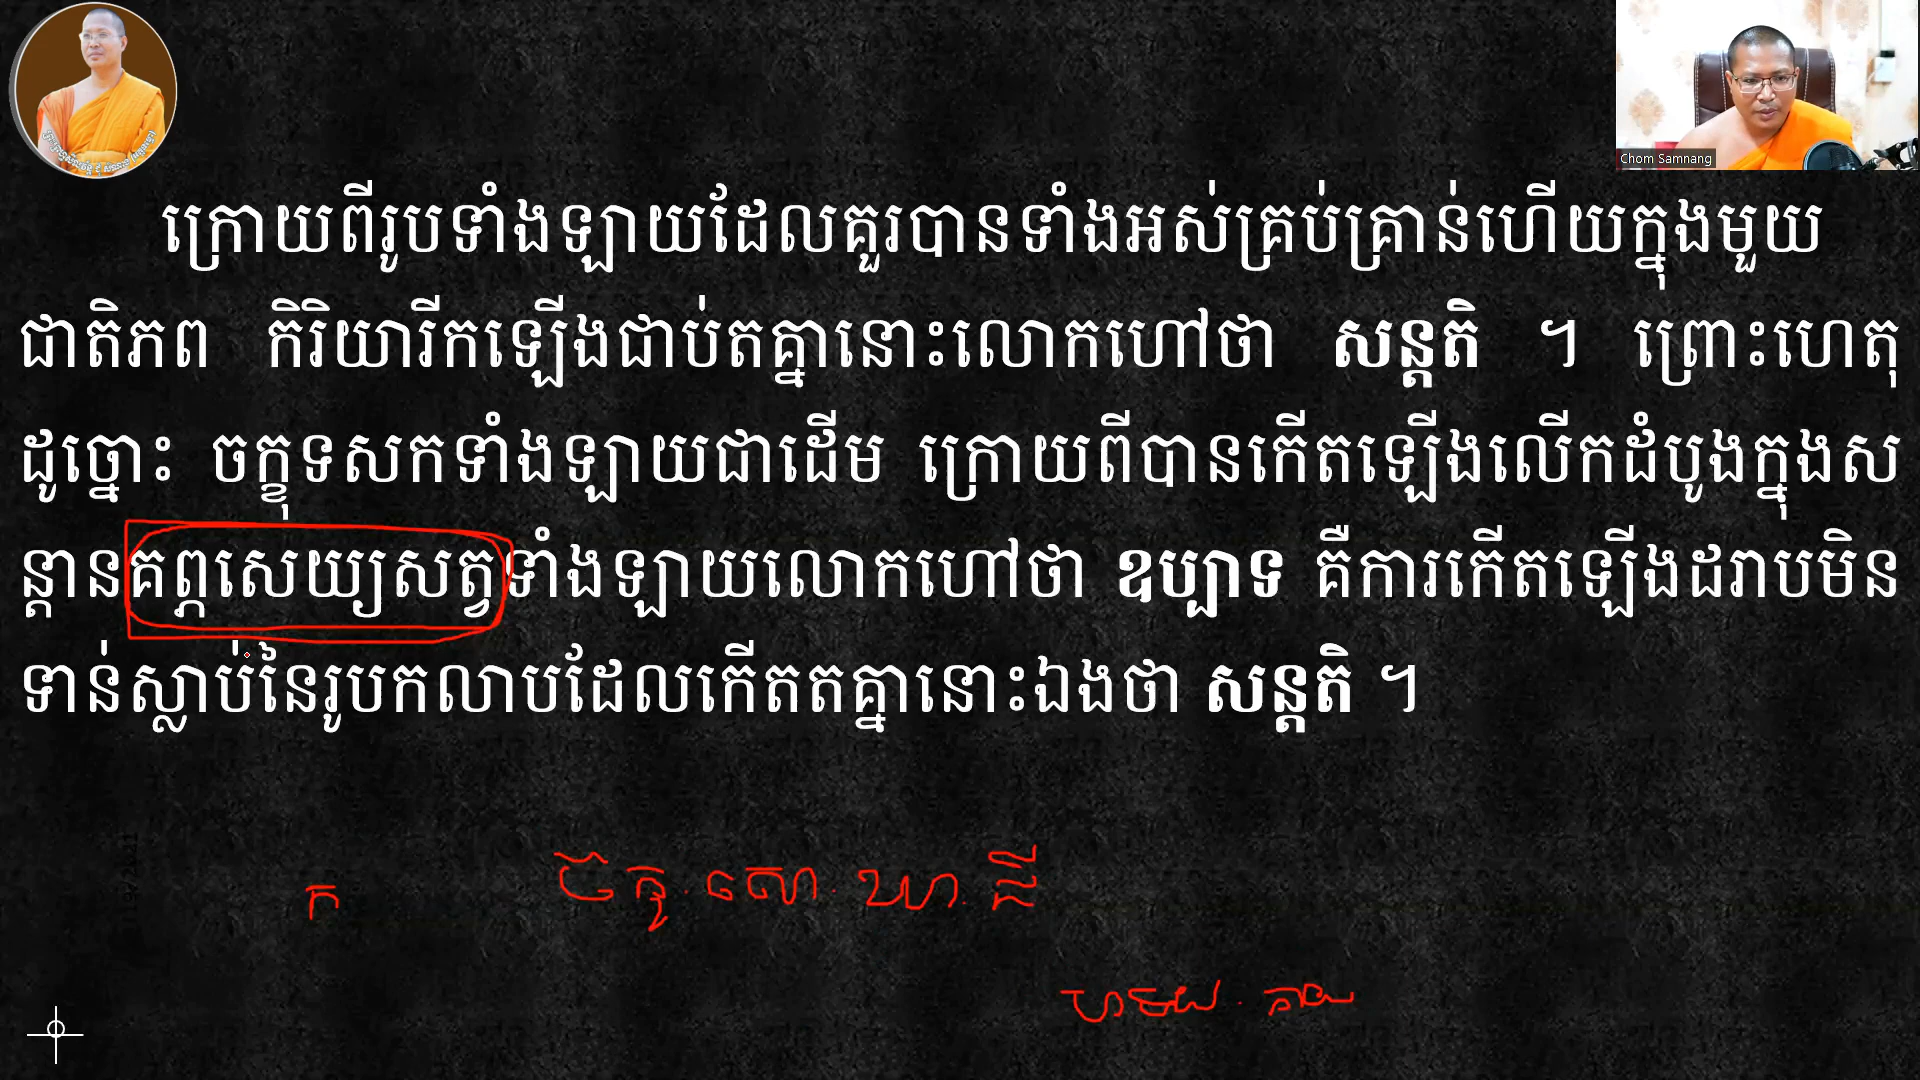 Chom Samnang
ក្រោយពីរូបទាំងឡាយដែលគួរបានទាំងអស់គ្រប់គ្រាន់ហើយក្នុងមួយ
ជាតិភព កិរិយារីកឡើងជាប់តគ្នានោះលោកហៅថា សន្តតិ ។ ព្រោះហេតុ
ដូច្នោះ ចក្ខុទសកទាំងឡាយជាដើម ក្រោយពីបានកើតឡើងលើកដំបូងក្នុងស
ន្តានគព្ភសេយ្យសត្វទាំងឡាយលោកហៅថា ឧប្បាទ គឺការកើតឡើងដរាបមិន
ទាន់ស្លាប់នៃរូបកលាបដែលកើតតគ្នានោះឯងថា សន្តតិ ។
ក
ហទយ . កាយ